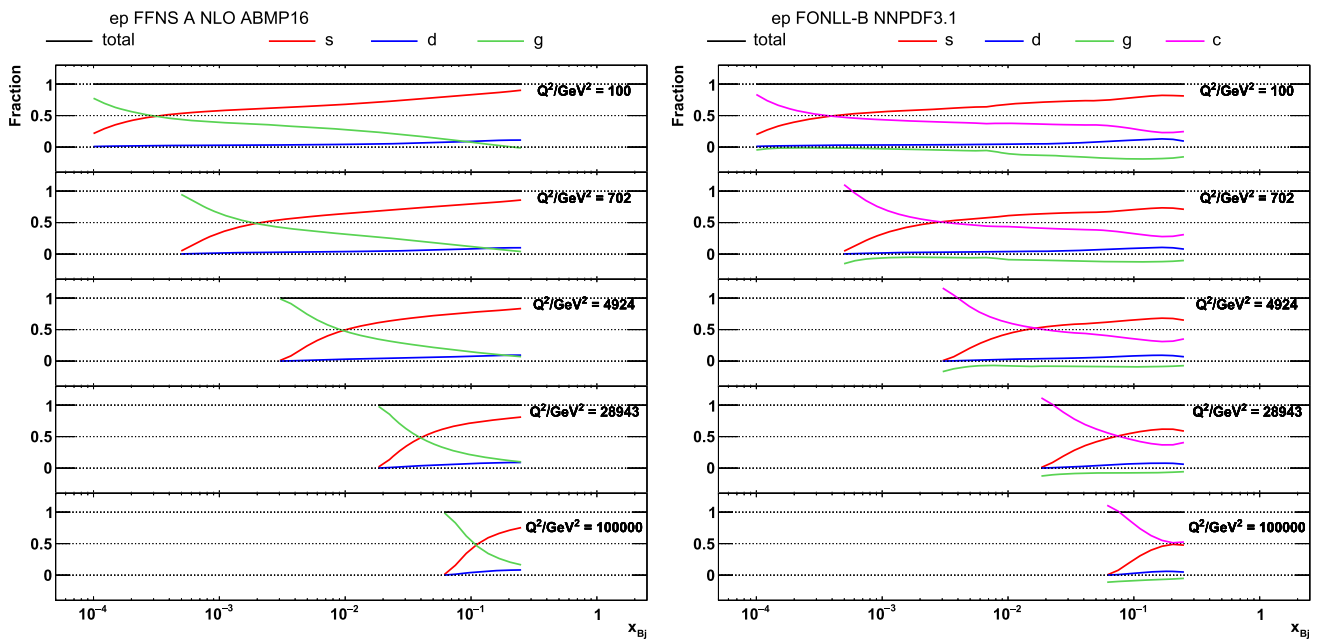 ep FFNS A NLO ABMP16
total s d g
Fraction
1
0.5
0
Q²/GeV² = 100
1
0.5
0
Q²/GeV² = 702
1
0.5
0
Q²/GeV² = 4924
1
0.5
0
Q²/GeV² = 28943
1
0.5
0
Q²/GeV² = 100000
10⁻⁴ 10⁻³ 10⁻² 10⁻¹ 1
x_Bj
ep FONLL-B NNPDF3.1
total s d g c
Fraction
1
0.5
0
Q²/GeV² = 100
1
0.5
0
Q²/GeV² = 702
1
0.5
0
Q²/GeV² = 4924
1
0.5
0
Q²/GeV² = 28943
1
0.5
0
Q²/GeV² = 100000
10⁻⁴ 10⁻³ 10⁻² 10⁻¹ 1
x_Bj